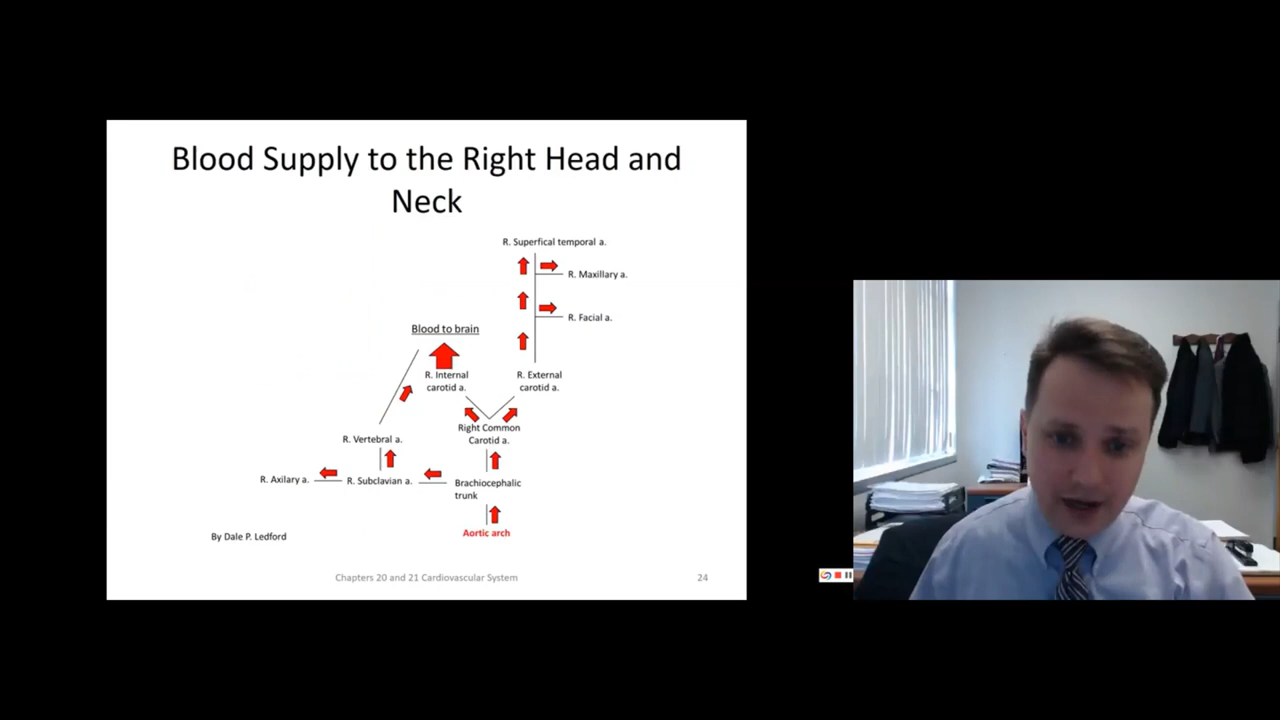 Blood Supply to the Right Head and
Neck
R. Superfical temporal a.
R. Maxillary a.
R. Facial a.
Blood to brain
R. Internal
carotid a.
R. External
carotid a.
Right Common
Carotid a.
R. Vertebral a.
R. Axilary a.
R. Subclavian a.
Brachiocephalic
trunk
Aortic arch
By Dale P. Ledford
Chapters 20 and 21 Cardiovascular System
24